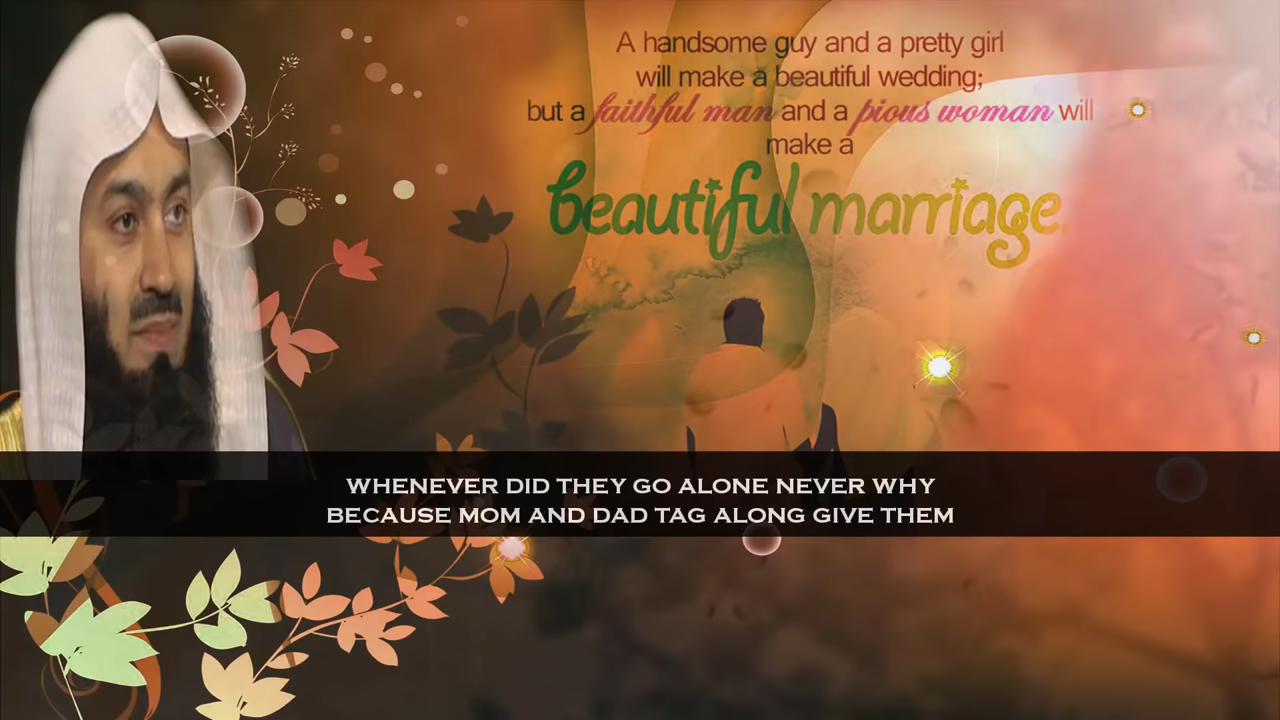 A handsome guy and a pretty girl
will make a beautiful wedding;
but a faithful man and a pious woman will
make a
beautiful marriage.
WHENEVER DID THEY GO ALONE NEVER WHY
BECAUSE MOM AND DAD TAG ALONG GIVE THEM